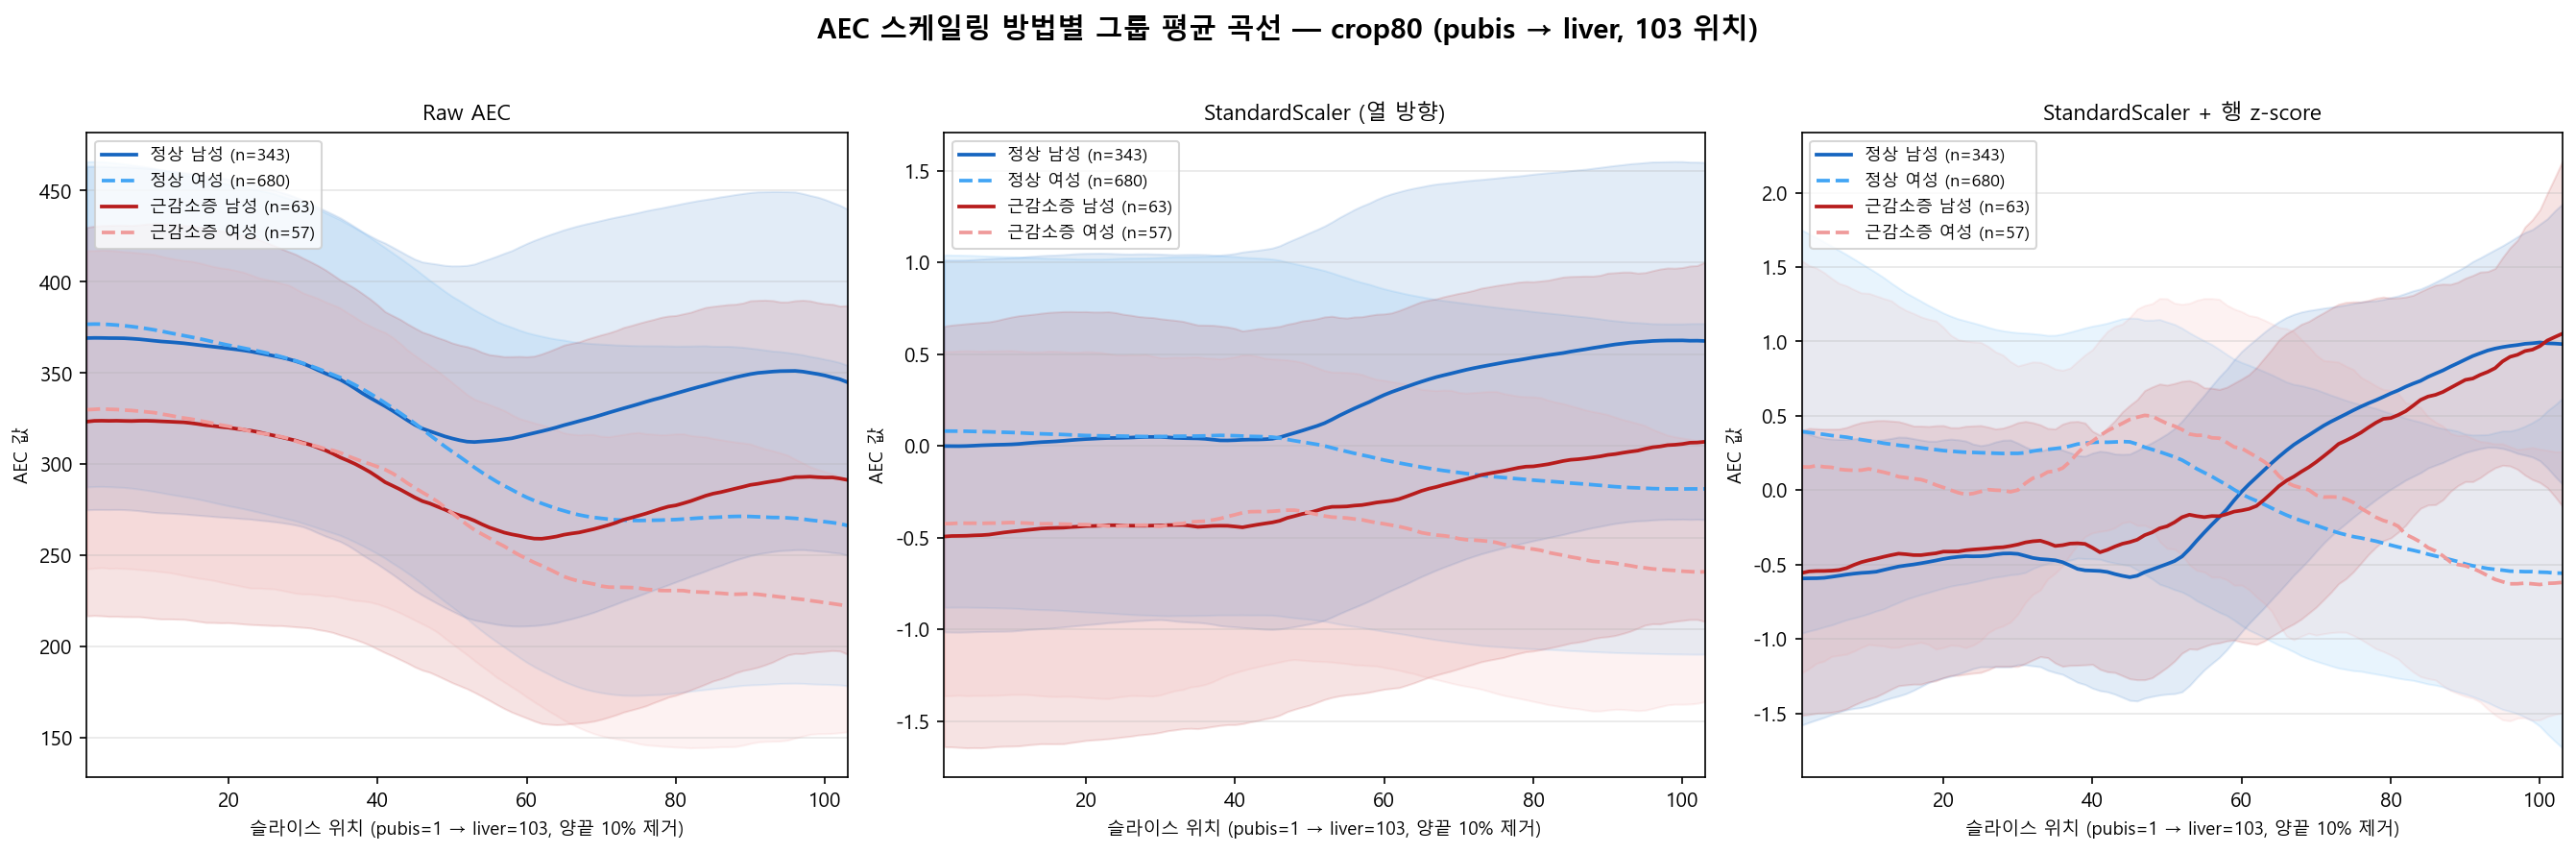 AEC 스케일링 방법별 그룹 평균 곡선 — crop80 (pubis → liver, 103 위치)
Raw AEC
정상 남성 (n=343)
정상 여성 (n=680)
근감소증 남성 (n=63)
근감소증 여성 (n=57)
AEC 값
450
400
350
300
250
200
150
20 40 60 80 100
슬라이스 위치 (pubis=1 → liver=103, 양끝 10% 제거)
StandardScaler (열 방향)
정상 남성 (n=343)
정상 여성 (n=680)
근감소증 남성 (n=63)
근감소증 여성 (n=57)
AEC 값
1.5
1.0
0.5
0.0
-0.5
-1.0
-1.5
20 40 60 80 100
슬라이스 위치 (pubis=1 → liver=103, 양끝 10% 제거)
StandardScaler + 행 z-score
정상 남성 (n=343)
정상 여성 (n=680)
근감소증 남성 (n=63)
근감소증 여성 (n=57)
AEC 값
2.0
1.5
1.0
0.5
0.0
-0.5
-1.0
-1.5
20 40 60 80 100
슬라이스 위치 (pubis=1 → liver=103, 양끝 10% 제거)